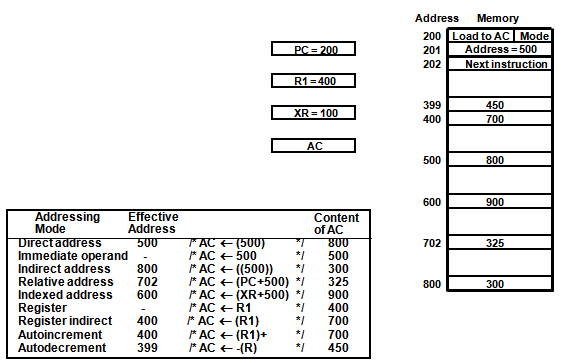 Address Memory
200 Load to AC Mode
201 Address = 500
202 Next instruction
399 450
400 700
500 800
600 900
702 325
800 300
PC = 200
R1 = 400
XR = 100
AC
Addressing Effective Content
Mode Address of AC
Direct address 500 /* AC ← (500) */ 800
Immediate operand - /* AC ← 500 */ 500
Indirect address 800 /* AC ← ((500)) */ 300
Relative address 702 /* AC ← (PC+500) */ 325
Indexed address 600 /* AC ← (XR+500) */ 900
Register - /* AC ← R1 */ 400
Register indirect 400 /* AC ← (R1) */ 700
Autoincrement 400 /* AC ← (R1)+ */ 700
Autodecrement 399 /* AC ← -(R) */ 450